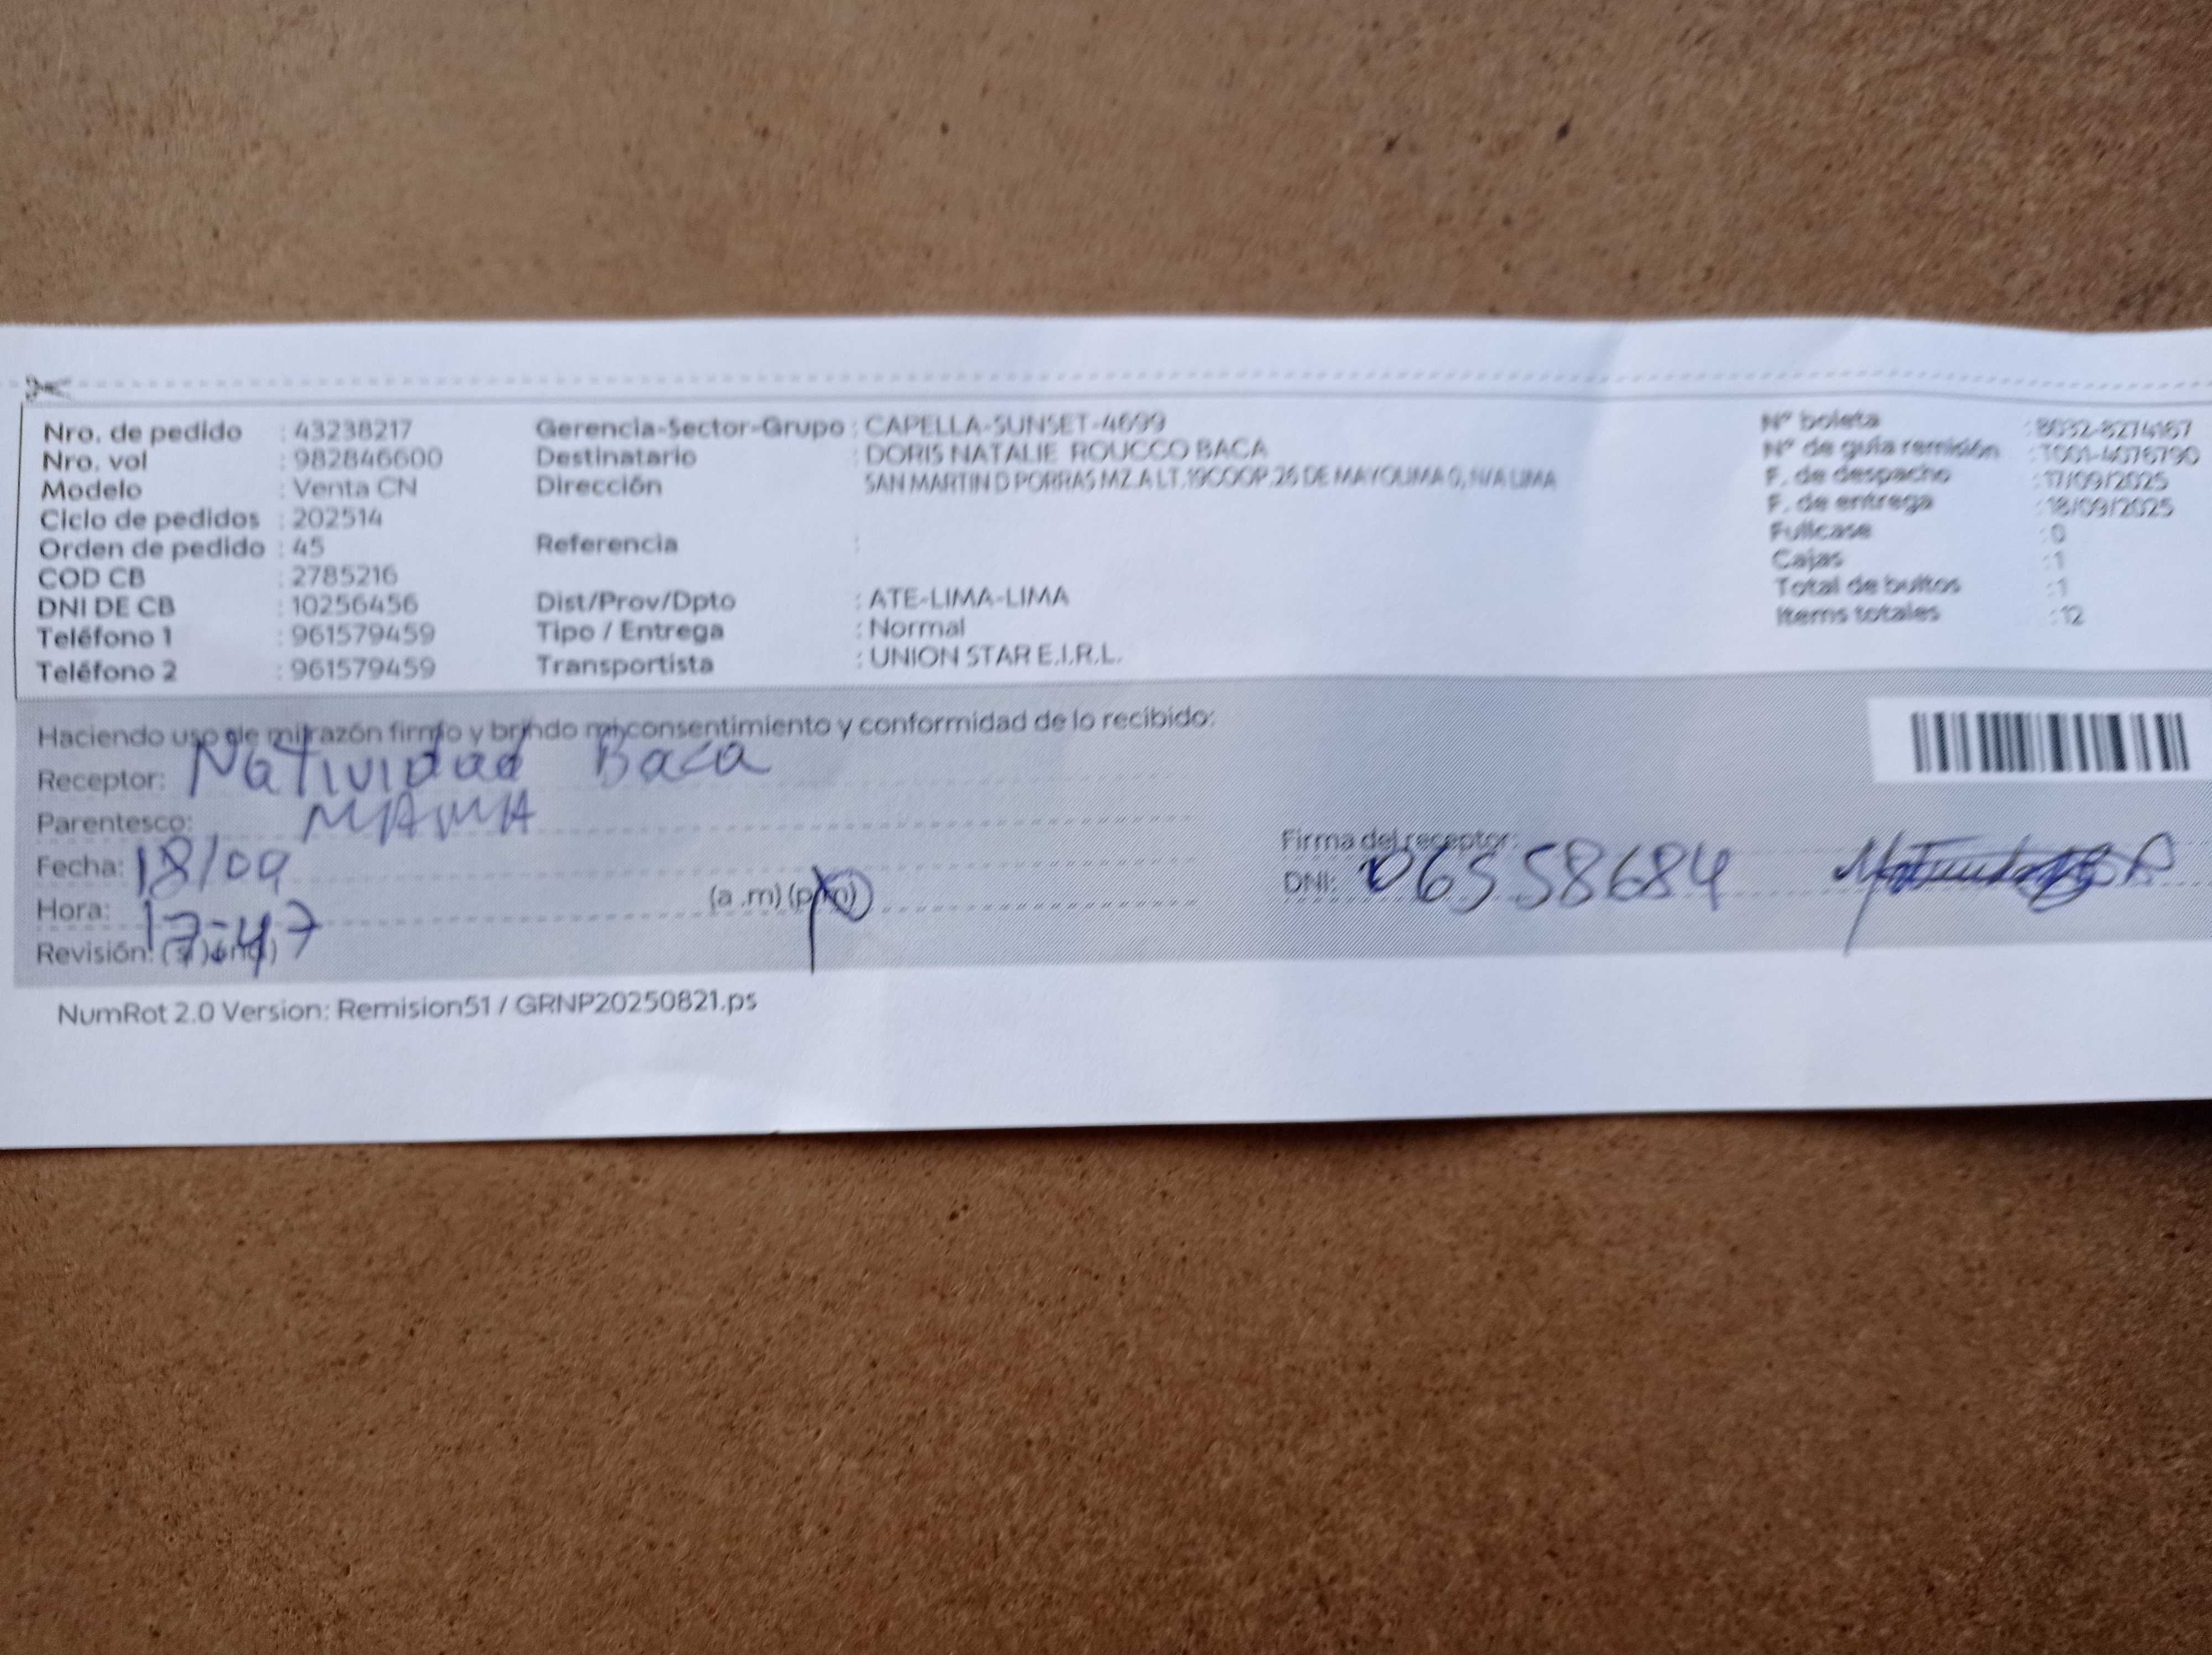 Nro. de pedido : 43238217
Nro. vol : 982846600
Modelo : Venta CN
Ciclo de pedidos : 202514
Orden de pedido : 45
COD CB : 2785216
DNI DE CB : 10256456
Teléfono 1 : 961579459
Teléfono 2 : 961579459
Gerencia-Sector-Grupo : CAPELLA-SUNSET-4699
Destinatario : DORIS NATALIE ROUCCO BACA
Dirección SAN MARTIN D PORRAS MZ.A LT.19COOP.26 DE MAYOLIMA 0, N/A LIMA
Referencia :
Dist/Prov/Dpto : ATE-LIMA-LIMA
Tipo / Entrega : Normal
Transportista : UNION STAR E.I.R.L.
Nº boleta : B032-8274167
Nº de guía remisión : T001-4076790
F. de despacho : 17/09/2025
F. de entrega : 18/09/2025
Fullcase : 0
Cajas : 1
Total de bultos : 1
Items totales : 12
Haciendo uso de mi razón firmo y brindo mi consentimiento y conformidad de lo recibido:
Receptor: Natividad Baca
Parentesco: MAMA
Fecha: 18/09
Hora: 17-47 (a .m) (p.m)
Revisión: (si) (no)
Firma del receptor:
DNI: 06558684
NumRot 2.0 Version: Remision51 / GRNP20250821.ps